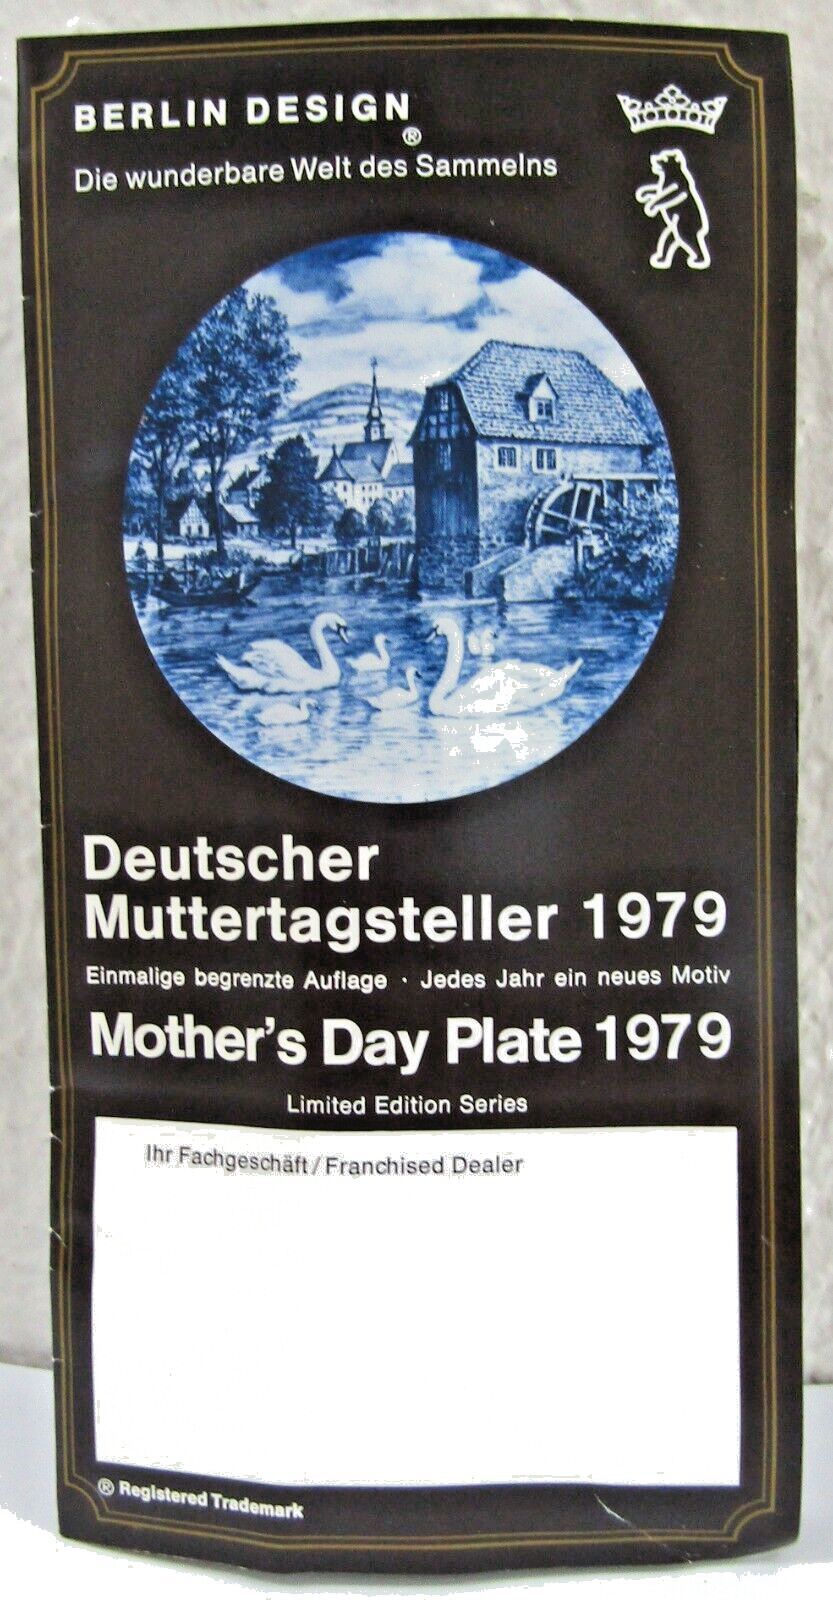 BERLIN DESIGN®
Die wunderbare Welt des Sammelns
Deutscher
Muttertagsteller 1979
Einmalige begrenzte Auflage · Jedes Jahr ein neues Motiv
Mother's Day Plate 1979
Limited Edition Series
Ihr Fachgeschäft / Franchised Dealer
® Registered Trademark